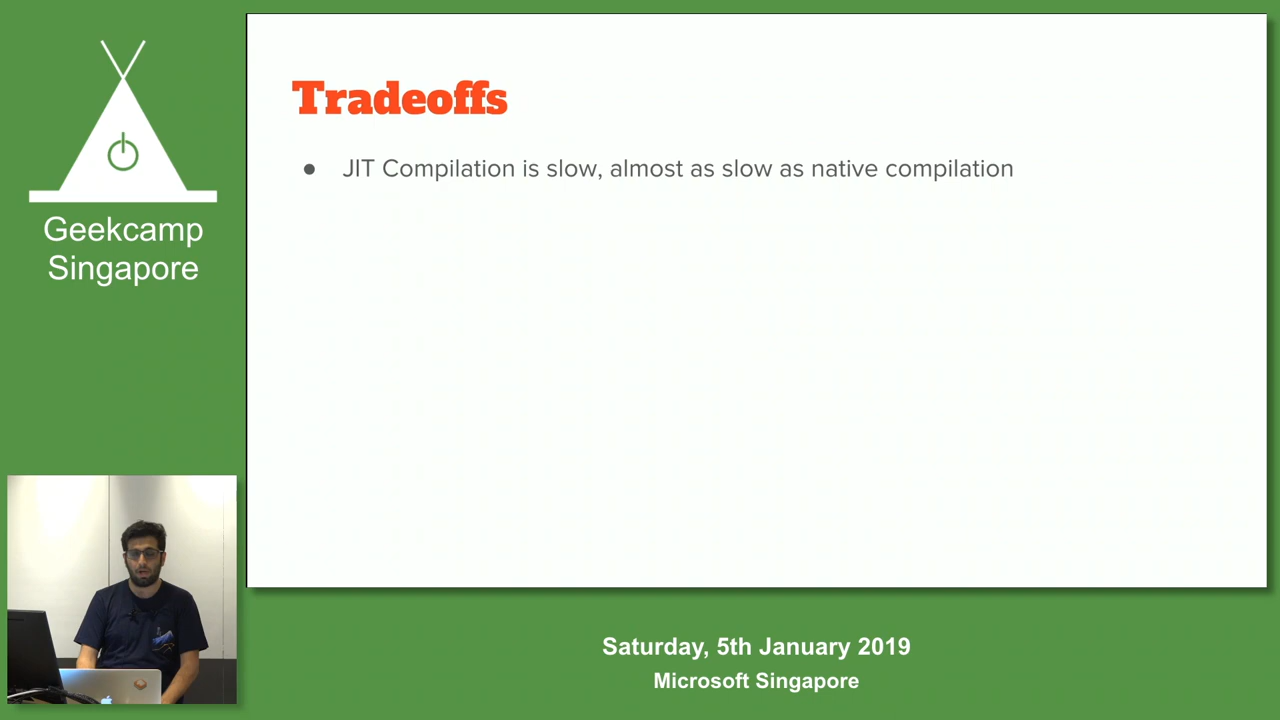 Geekcamp
Singapore
Tradeoffs
● JIT Compilation is slow, almost as slow as native compilation
Saturday, 5th January 2019
Microsoft Singapore